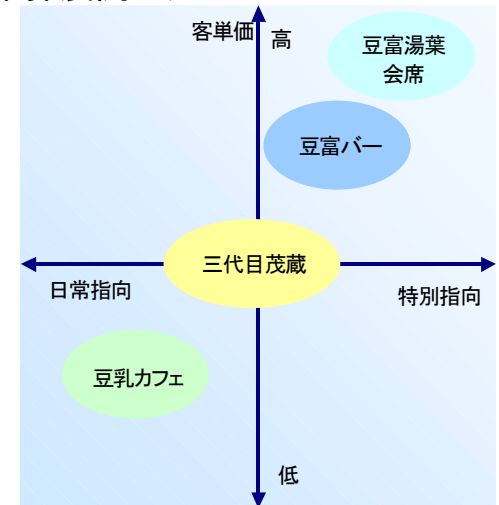 客単価
高
豆富湯葉
会席
豆富バー
三代目茂蔵
日常指向
特別指向
豆乳カフェ
低